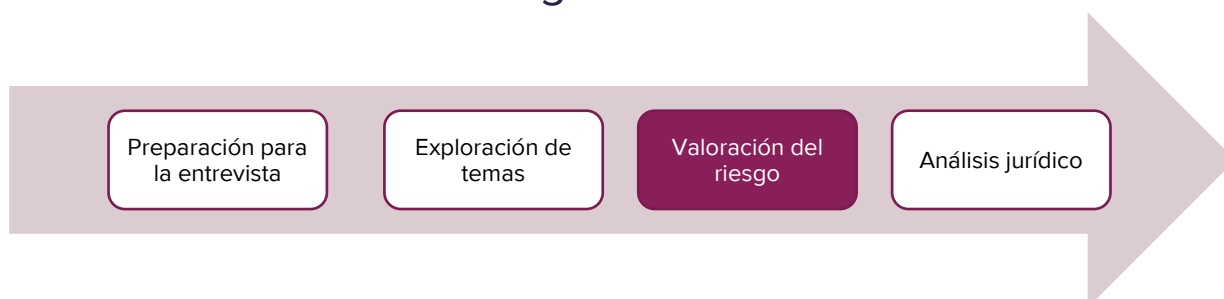 Preparación para
la entrevista
Exploración de
temas
Valoración del
riesgo
Análisis jurídico